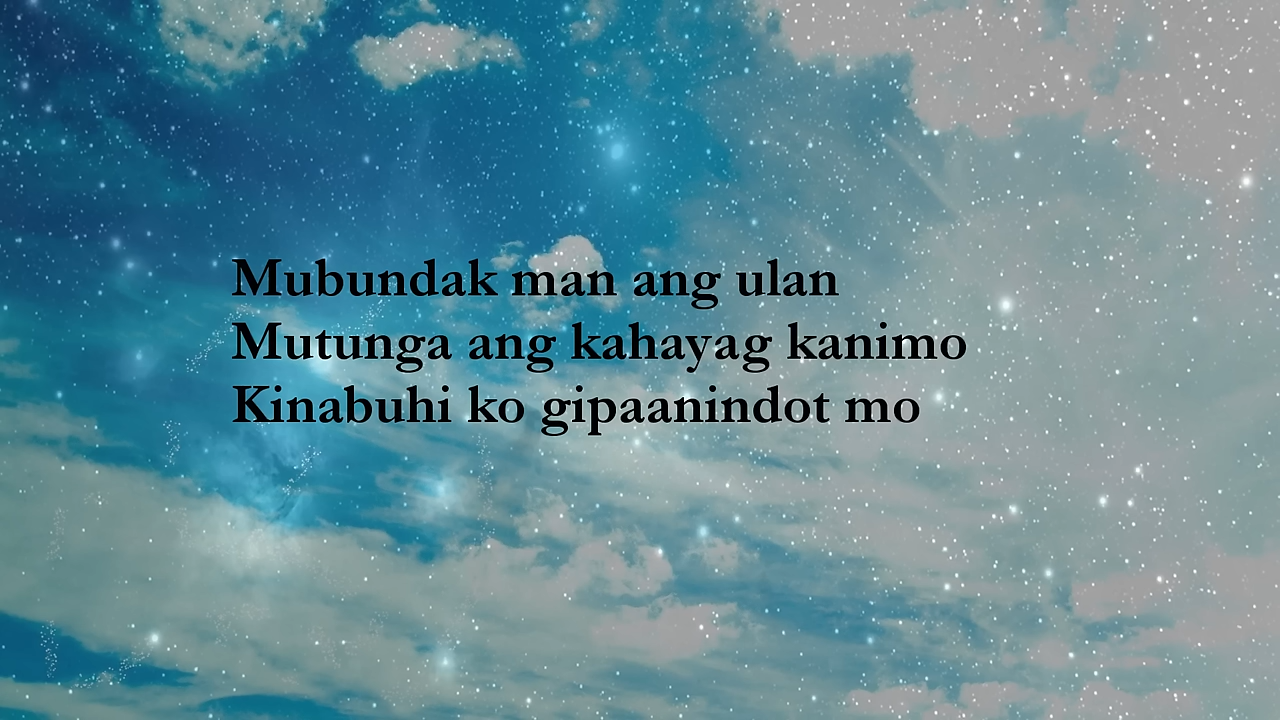 Mubundak man ang ulan
Mutunga ang kahayag kanimo
Kinabuhi ko gipaanindot mo